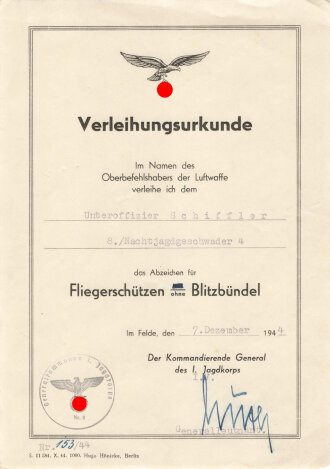 Verleihungsurkunde
Im Namen des
Oberbefehlshabers der Luftwaffe
verleihe ich dem
Unteroffizier Schiffler
8./Nachtjagdgeschwader 4
das Abzeichen für
Fliegerschützen ohne Blitzbündel
Im Felde, den 7.Dezember 1944
Der Kommandierende General
des I. Jagdkorps
I.V.
Generalleutnant
Nr. 153/44